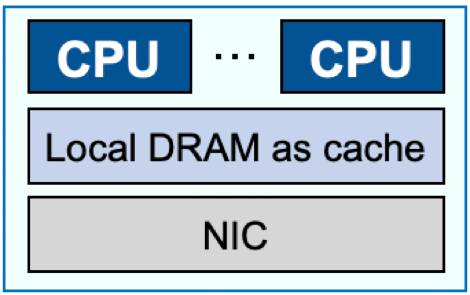 CPU ... CPU
Local DRAM as cache
NIC